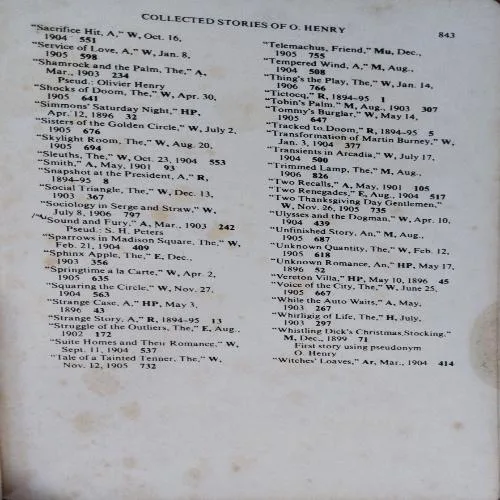 COLLECTED STORIES OF O. HENRY
843
"Sacrifice Hit, A," W, Oct. 16,
1904 551
"Service of Love, A," W, Jan. 8,
1905 598
"Shamrock and the Palm, The," A,
Mar., 1903 234
Pseud.: Olivier Henry
"Shocks of Doom, The," W, Apr. 30,
1905 641
"Simmons' Saturday Night," HP,
Apr. 12, 1896 32
"Sisters of the Golden Circle," W, July 2,
1905 676
"Skylight Room, The," W, Aug. 20,
1905 694
"Sleuths, The," W, Oct. 23, 1904 553
"Smith," A, May, 1901 93
"Snapshot at the President, A," R,
1894-95 8
"Social Triangle, The," W, Dec. 13,
1903 367
"Sociology in Serge and Straw," W,
July 8, 1906 797
"Sound and Fury," A, Mar., 1903 242
Pseud.: S. H. Peters
"Sparrows in Madison Square, The," W,
Feb. 21, 1904 409
"Sphinx Apple, The," E, Dec.,
1903 356
"Springtime à la Carte," W, Apr. 2,
1905 635
"Squaring the Circle," W, Nov. 27,
1904 563
"Strange Case, A," HP, May 3,
1896 43
"Strange Story, A," R, 1894-95 13
"Struggle of the Outliers, The," E, Aug.,
1902 172
"Suite Homes and Their Romance," W,
Sept. 11, 1904 537
"Tale of a Tainted Tenner, The," W,
Nov. 12, 1905 732
"Telemachus, Friend," Mu, Dec.,
1905 755
"Tempered Wind, A," M, Aug.,
1904 508
"Thing's the Play, The," W, Jan. 14,
1906 766
"Tictocq," R, 1894-95 1
"Tobin's Palm," M, Aug., 1903 307
"Tommy's Burglar," W, May 14,
1905 647
"Tracked to Doom," R, 1894-95 5
"Transformation of Martin Burney," W,
Jan. 3, 1904 377
"Transients in Arcadia," W, July 17,
1904 500
"Trimmed Lamp, The," M, Aug.,
1906 826
"Two Recalls," A, May, 1901 105
"Two Renegades," E, Aug., 1904 517
"Two Thanksgiving Day Gentlemen,"
W, Nov. 26, 1905 735
"Ulysses and the Dogman," W, Apr. 10,
1904 439
"Unfinished Story, An," M, Aug.,
1905 687
"Unknown Quantity, The," W, Feb. 12,
1905 618
"Unknown Romance, An," HP, May 17,
1896 52
"Vereton Villa," HP, May 10, 1896 45
"Voice of the City, The," W, June 25,
1905 667
"While the Auto Waits," A, May,
1903 267
"Whirligig of Life, The," H, July,
1903 297
"Whistling Dick's Christmas Stocking,"
M, Dec., 1899 71
First story using pseudonym
O. Henry
"Witches' Loaves," Ar, Mar., 1904 414